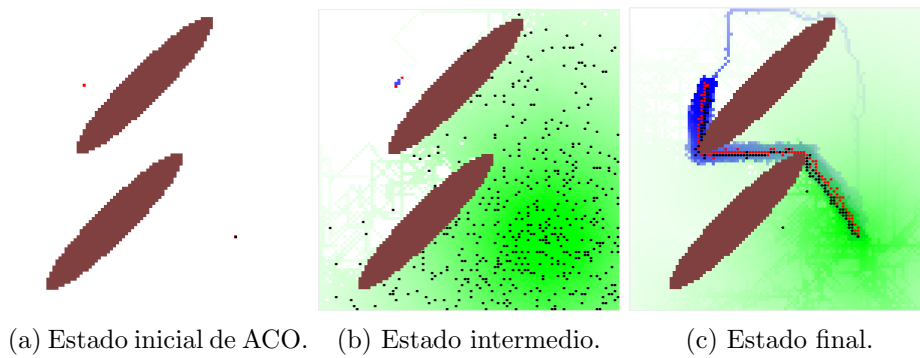 (a) Estado inicial de ACO. (b) Estado intermedio. (c) Estado final.